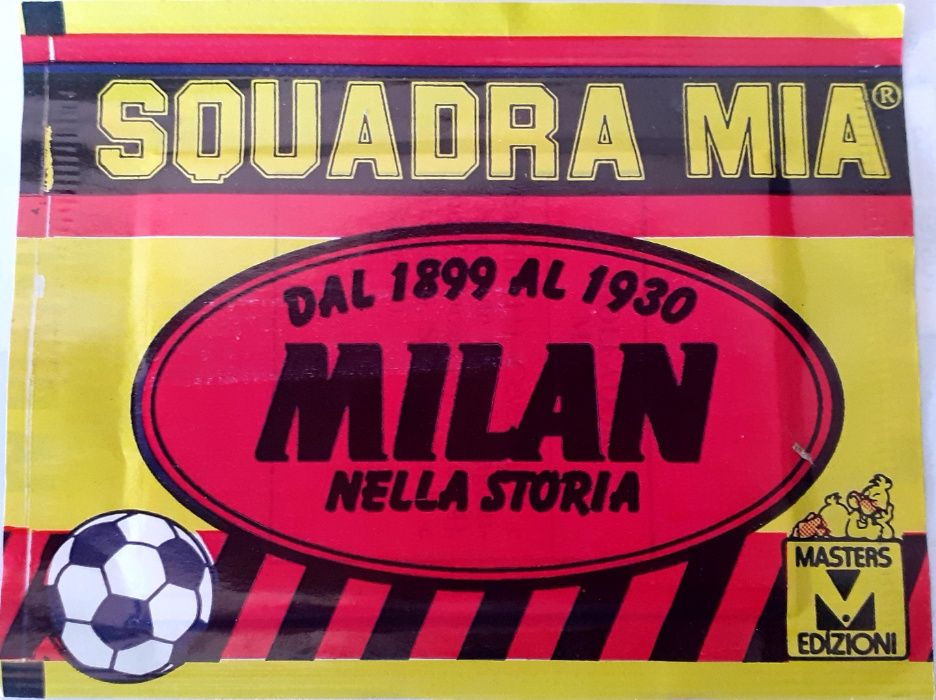 SQUADRA MIA®
DAL 1899 AL 1930
MILAN
NELLA STORIA
MASTERS
M
EDIZIONI